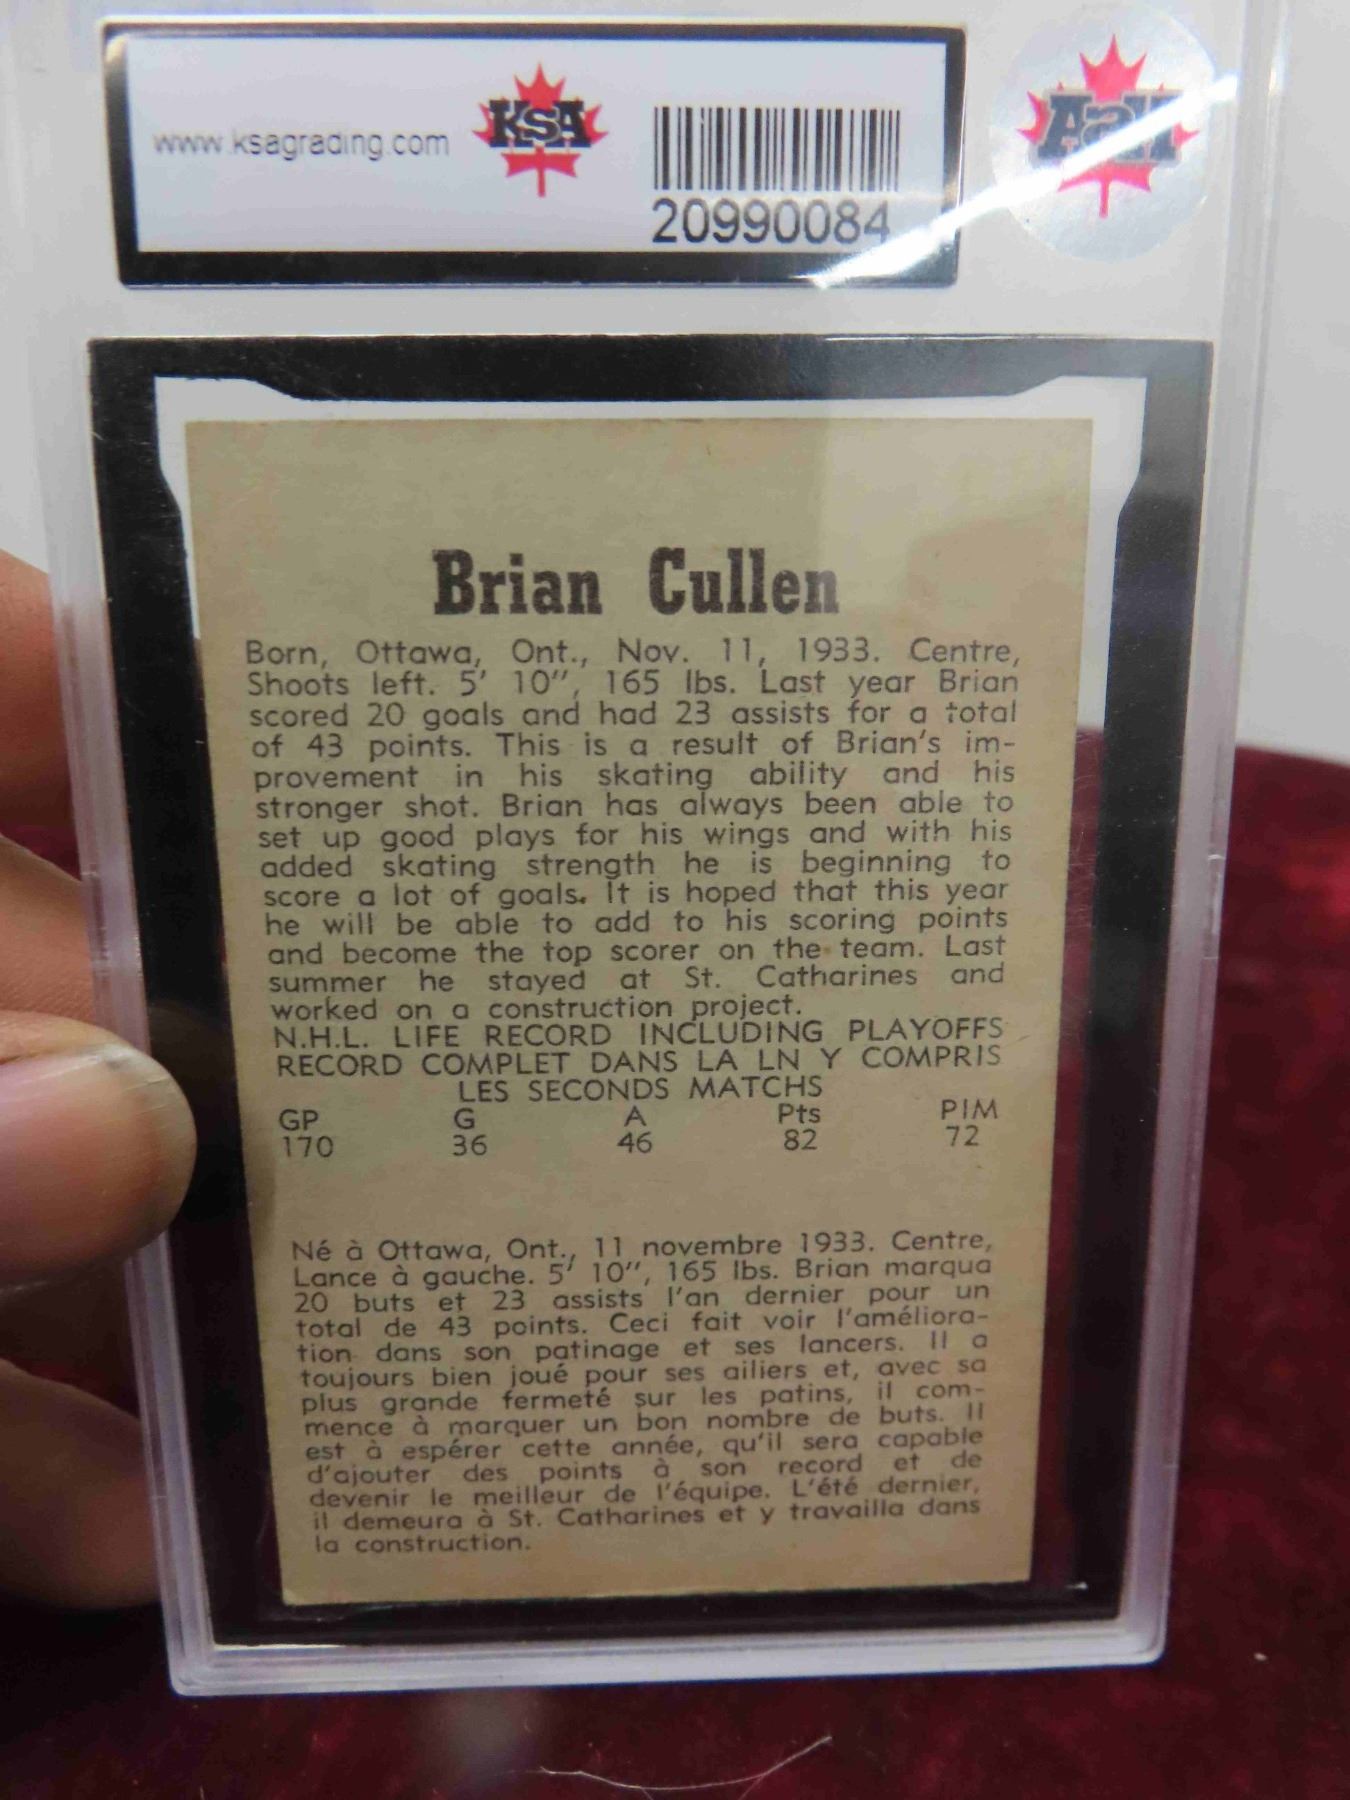 www.ksagrading.com
KSA
20990084
AaH
Brian Cullen
Born, Ottawa, Ont., Nov. 11, 1933. Centre,
Shoots left. 5' 10", 165 lbs. Last year Brian
scored 20 goals and had 23 assists for a total
of 43 points. This is a result of Brian's im-
provement in his skating ability and his
stronger shot. Brian has always been able to
set up good plays for his wings and with his
added skating strength he is beginning to
score a lot of goals. It is hoped that this year
he will be able to add to his scoring points
and become the top scorer on the team. Last
summer he stayed at St. Catharines and
worked on a construction project.
N.H.L. LIFE RECORD INCLUDING PLAYOFFS
RECORD COMPLET DANS LA LN Y COMPRIS
LES SECONDS MATCHS
GP G A Pts PIM
170 36 46 82 72
Né à Ottawa, Ont., 11 novembre 1933. Centre,
Lance à gauche. 5' 10", 165 lbs. Brian marqua
20 buts et 23 assists l'an dernier pour un
total de 43 points. Ceci fait voir l'améliora-
tion dans son patinage et ses lancers. Il a
toujours bien joué pour ses ailiers et, avec sa
plus grande fermeté sur les patins, il com-
mence à marquer un bon nombre de buts. Il
est à espérer cette année, qu'il sera capable
d'ajouter des points à son record et de
devenir le meilleur de l'équipe. L'été dernier,
il demeura à St. Catharines et y travailla dans
la construction.